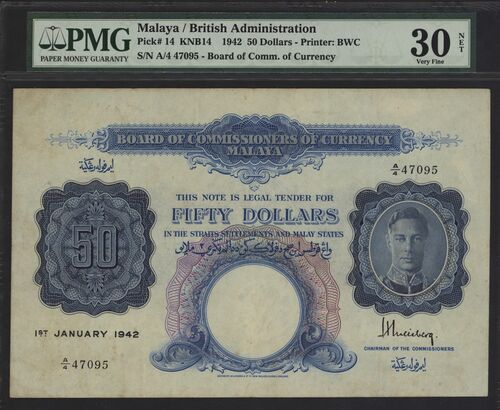 PMG
PAPER MONEY GUARANTY
Malaya / British Administration
Pick# 14 KNB14 1942 50 Dollars - Printer: BWC
S/N A/4 47095 - Board of Comm. of Currency
30 NET
Very Fine
BOARD OF COMMISSIONERS OF CURRENCY
MALAYA
A/4 47095
THIS NOTE IS LEGAL TENDER FOR
FIFTY DOLLARS
IN THE STRAITS SETTLEMENTS AND MALAY STATES
50
1ST JANUARY 1942
CHAIRMAN OF THE COMMISSIONERS
A/4 47095